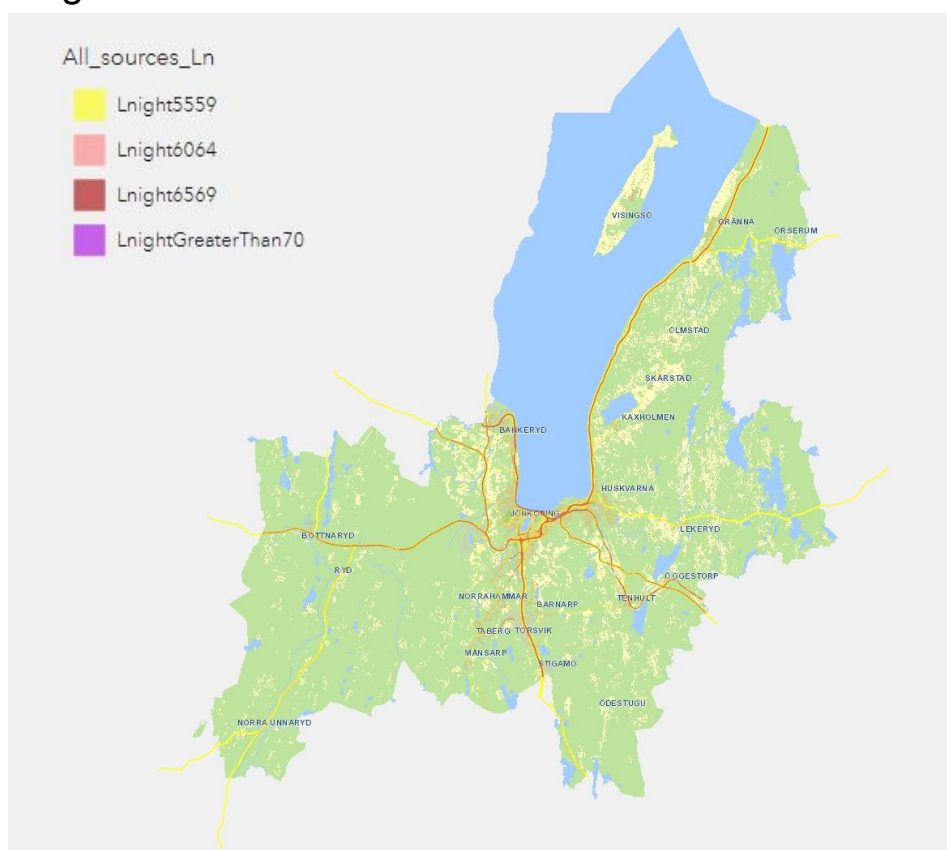 All_sources_Ln
Lnight5559
Lnight6064
Lnight6569
LnightGreaterThan70
VISINGSÖ
GRÄNNA
ÖRSERUM
ÖLMSTAD
SKÄRSTAD
KAXHOLMEN
BANKERYD
HUSKVARNA
JÖNKÖPING
LEKERYD
BOTTNARYD
RYD
ÖGGESTORP
NORRAHAMMAR
TENHULT
BARNARP
TABERG
TORSVIK
MÅNSARP
STIGAMO
ÖDESTUGU
NORRA UNNARYD